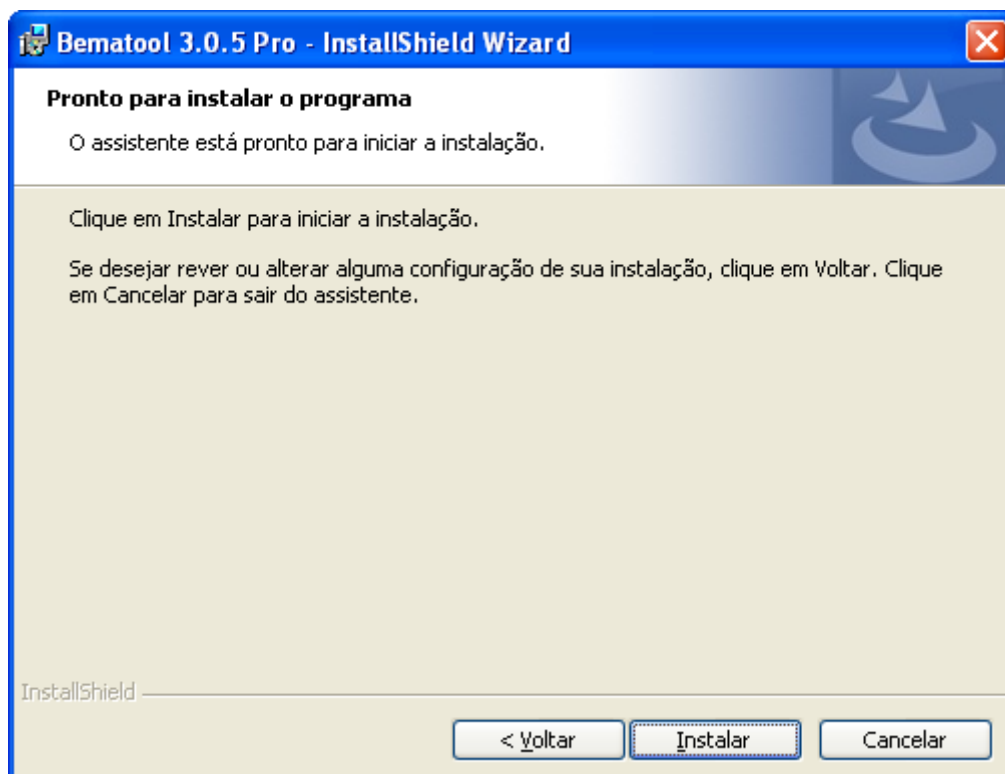 Bematool 3.0.5 Pro - InstallShield Wizard
Pronto para instalar o programa
O assistente está pronto para iniciar a instalação.
Clique em Instalar para iniciar a instalação.
Se desejar rever ou alterar alguma configuração de sua instalação, clique em Voltar. Clique
em Cancelar para sair do assistente.
InstallShield
< Voltar
Instalar
Cancelar